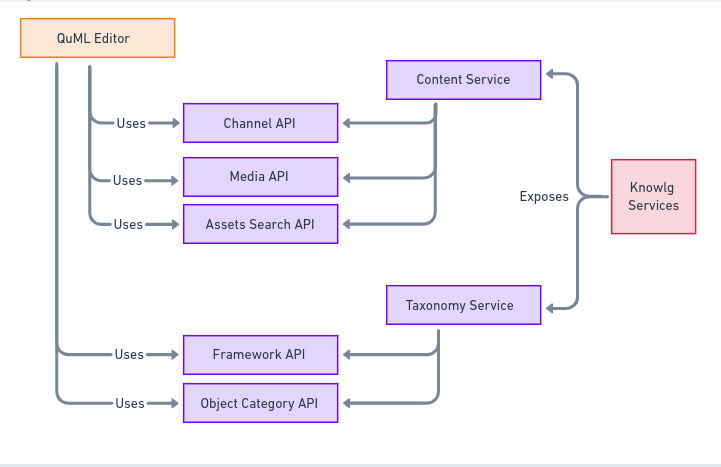 QuML Editor
Content Service
Uses
Channel API
Uses
Media API
Exposes
Knowlg
Services
Uses
Assets Search API
Taxonomy Service
Uses
Framework API
Uses
Object Category API